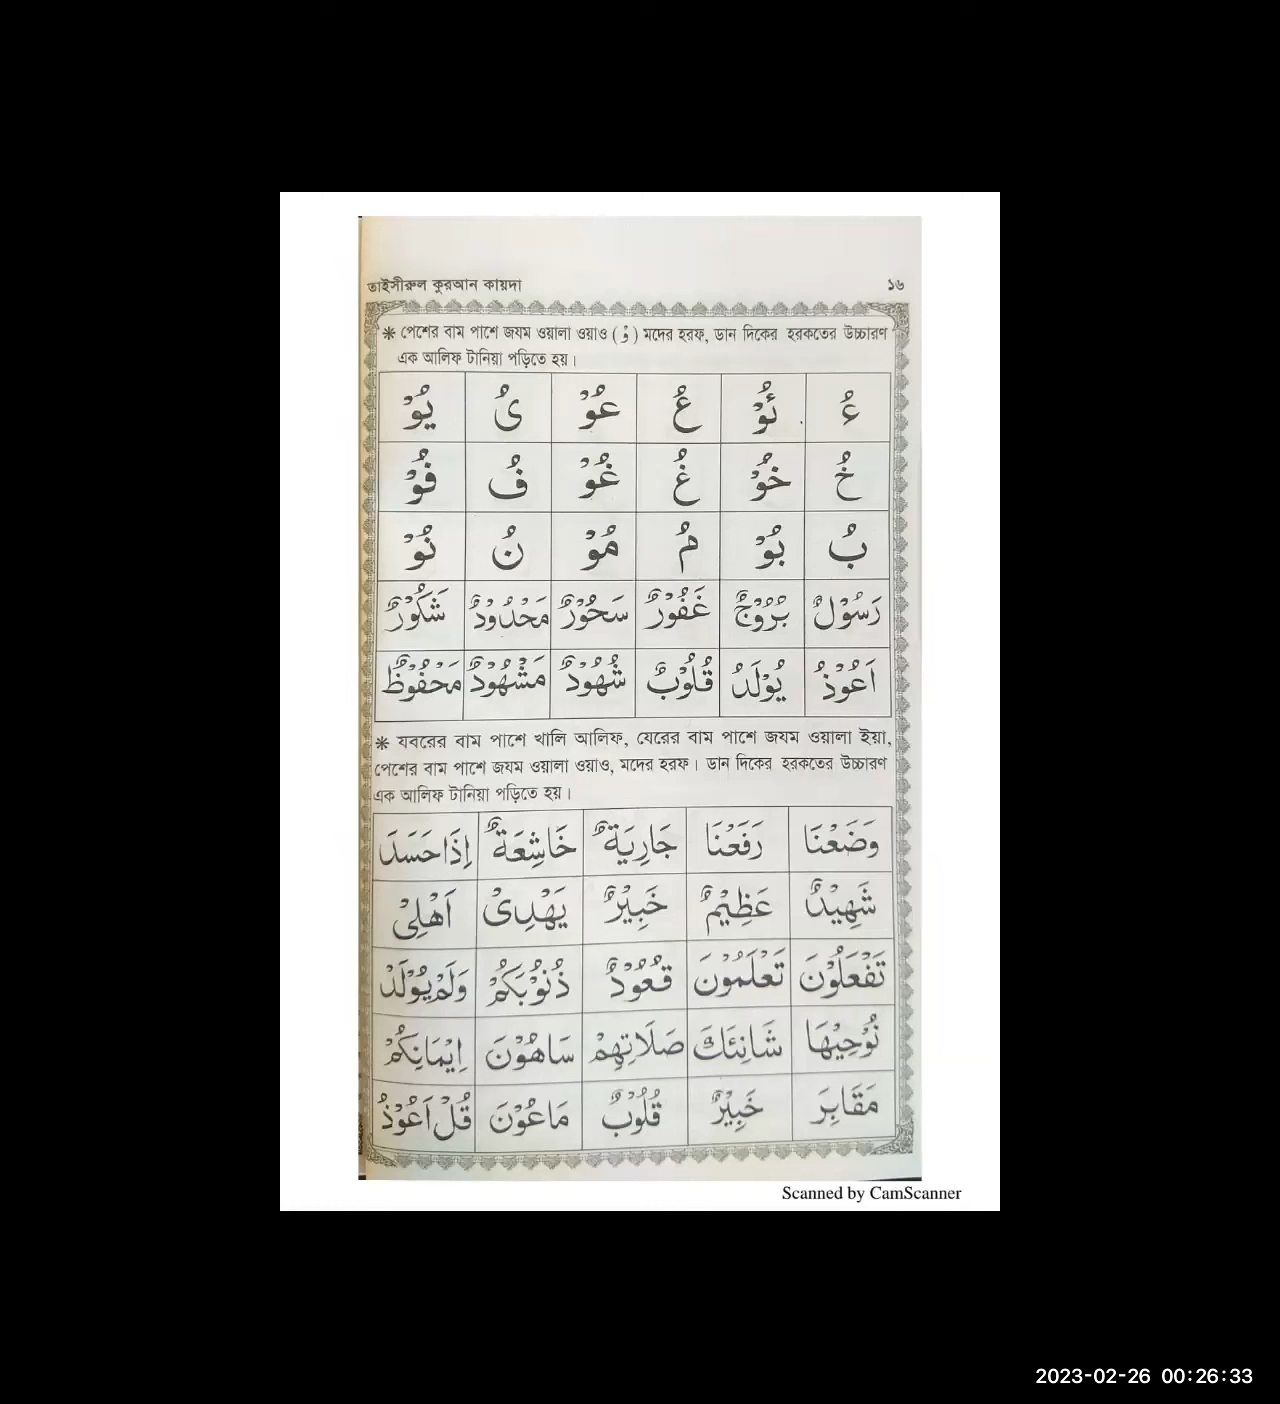 তাইসীরুল কুরআন কায়দা ১৬
❋ পেশের বাম পাশে জযম ওয়ালা ওয়াও (وْ) মদের হরফ, ডান দিকের হরকতের উচ্চারণ
এক আলিফ টানিয়া পড়িতে হয়।
ءُ ئُوْ عُ عُوْ ىُ يُوْ
خُ خُوْ غُ غُوْ فُ فُوْ
بُ بُوْ مُ مُوْ نُ نُوْ
رَسُوْلٌ بُرُوْجٌ غَفُوْرٌ سَحُوْرٌ مَحْدُوْدٌ شَكُوْرٌ
اَعُوْذُ يُوْلَدُ قُلُوْبٌ شُهُوْدٌ مَشْهُوْدٌ مَحْفُوْظٌ
❋ যবরের বাম পাশে খালি আলিফ, যেরের বাম পাশে জযম ওয়ালা ইয়া,
পেশের বাম পাশে জযম ওয়ালা ওয়াও, মদের হরফ। ডান দিকের হরকতের উচ্চারণ
এক আলিফ টানিয়া পড়িতে হয়।
وَضَعْنَا رَفَعْنَا جَارِيَةٌ خَاشِعَةٌ اِذَا حَسَدَ
شَهِيْدٌ عَظِيْمٌ خَبِيْرٌ يَهْدِىْ اَهْلِىْ
تَفْعَلُوْنَ تَعْلَمُوْنَ قُعُوْدٌ ذُنُوْبَكُمْ وَلَمْ يُوْلَدْ
نُوْحِيْهَا شَانِئَكَ صَلَاتِهِمْ سَاهُوْنَ اِيْمَانِكُمْ
مَقَابِرَ خَبِيْرٌ قُلُوْبٌ مَاعُوْنَ قُلْ اَعُوْذُ
Scanned by CamScanner
2023-02-26 00:26:33